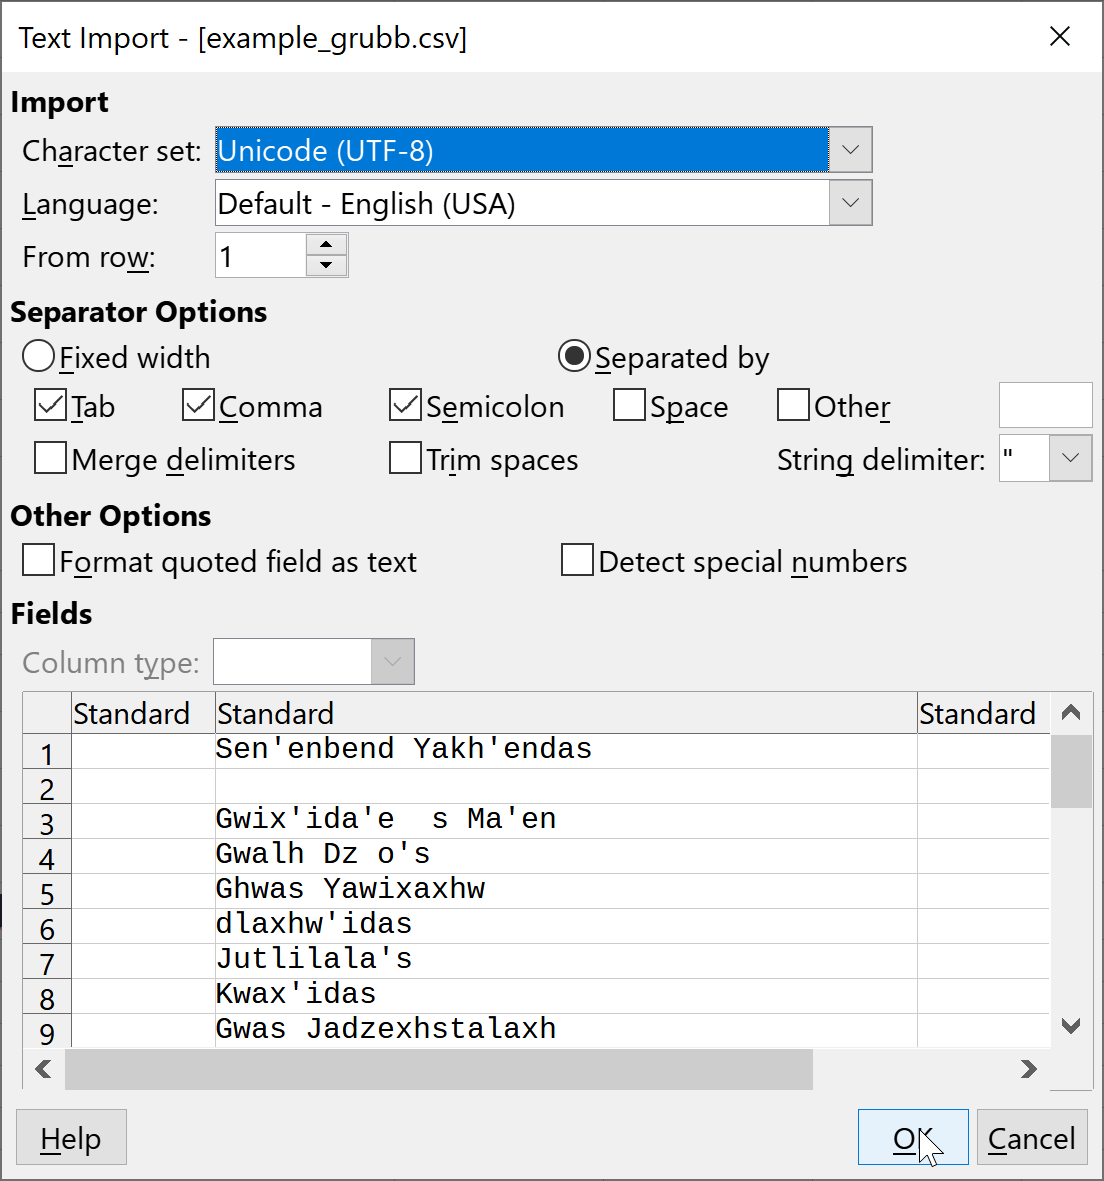 Text Import - [example_grubb.csv]
Import
Character set: Unicode (UTF-8)
Language: Default - English (USA)
From row: 1
Separator Options
Fixed width Separated by
Tab Comma Semicolon Space Other
Merge delimiters Trim spaces String delimiter: "
Other Options
Format quoted field as text Detect special numbers
Fields
Column type:
Standard Standard Standard
1 Sen'enbend Yakh'endas
2
3 Gwix'ida'e  s Ma'en
4 Gwalh Dz o's
5 Ghwas Yawixaxhw
6 dlaxhw'idas
7 Jutlilala's
8 Kwax'idas
9 Gwas Jadzexhstalaxh
Help OK Cancel